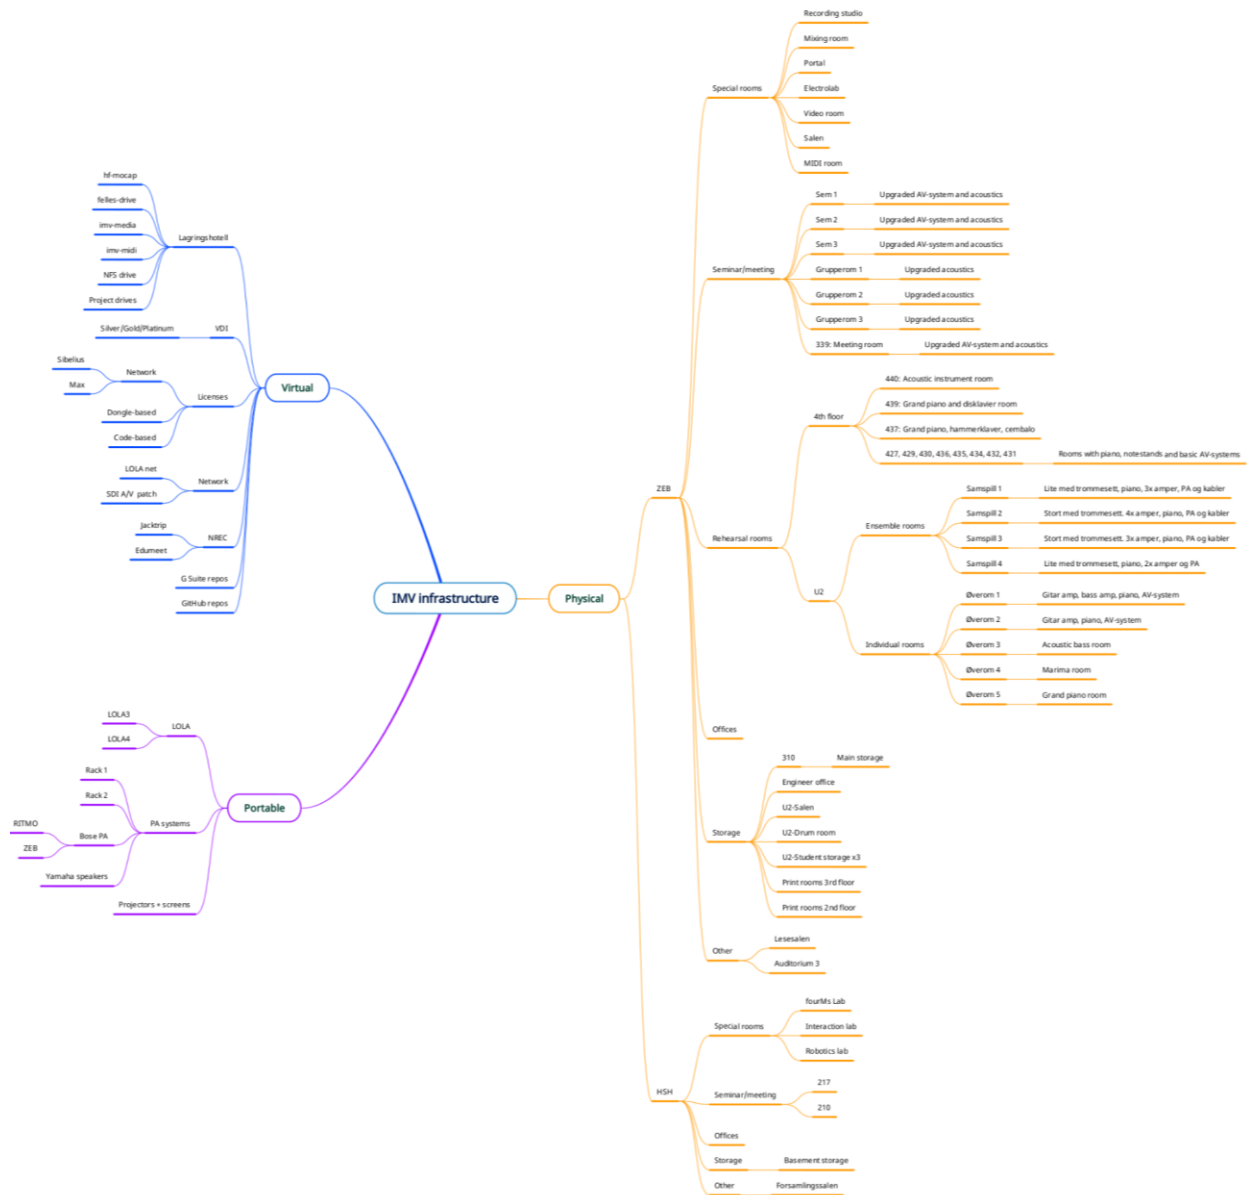 IMV infrastructure
Virtual
Lagringshotell
hf-mocap
felles-drive
imv-media
imv-midi
NFS drive
Project drives
VDI
Silver/Gold/Platinum
Licenses
Network
Sibelius
Max
Dongle-based
Code-based
Network
LOLA net
SDI A/V patch
NREC
Jacktrip
Edumeet
G Suite repos
GitHub repos
Portable
LOLA
LOLA3
LOLA4
PA systems
Rack 1
Rack 2
Bose PA
RITMO
ZEB
Yamaha speakers
Projectors + screens
Physical
ZEB
Special rooms
Recording studio
Mixing room
Portal
Electrolab
Video room
Salen
MIDI room
Seminar/meeting
Sem 1
Upgraded AV-system and acoustics
Sem 2
Upgraded AV-system and acoustics
Sem 3
Upgraded AV-system and acoustics
Grupperom 1
Upgraded acoustics
Grupperom 2
Upgraded acoustics
Grupperom 3
Upgraded acoustics
339: Meeting room
Upgraded AV-system and acoustics
Rehearsal rooms
4th floor
440: Acoustic instrument room
439: Grand piano and disklavier room
437: Grand piano, hammerklaver, cembalo
427, 429, 430, 436, 435, 434, 432, 431
Rooms with piano, notestands and basic AV-systems
U2
Ensemble rooms
Samspill 1
Lite med trommesett, piano, 3x amper, PA og kabler
Samspill 2
Stort med trommesett. 4x amper, piano, PA og kabler
Samspill 3
Stort med trommesett. 3x amper, piano, PA og kabler
Samspill 4
Lite med trommesett, piano, 2x amper og PA
Individual rooms
Øverom 1
Gitar amp, bass amp, piano, AV-system
Øverom 2
Gitar amp, piano, AV-system
Øverom 3
Acoustic bass room
Øverom 4
Marima room
Øverom 5
Grand piano room
Offices
Storage
310
Main storage
Engineer office
U2-Salen
U2-Drum room
U2-Student storage x3
Print rooms 3rd floor
Print rooms 2nd floor
Other
Lesesalen
Auditorium 3
HSH
Special rooms
fourMs Lab
Interaction lab
Robotics lab
Seminar/meeting
217
210
Offices
Storage
Basement storage
Other
Forsamlingssalen